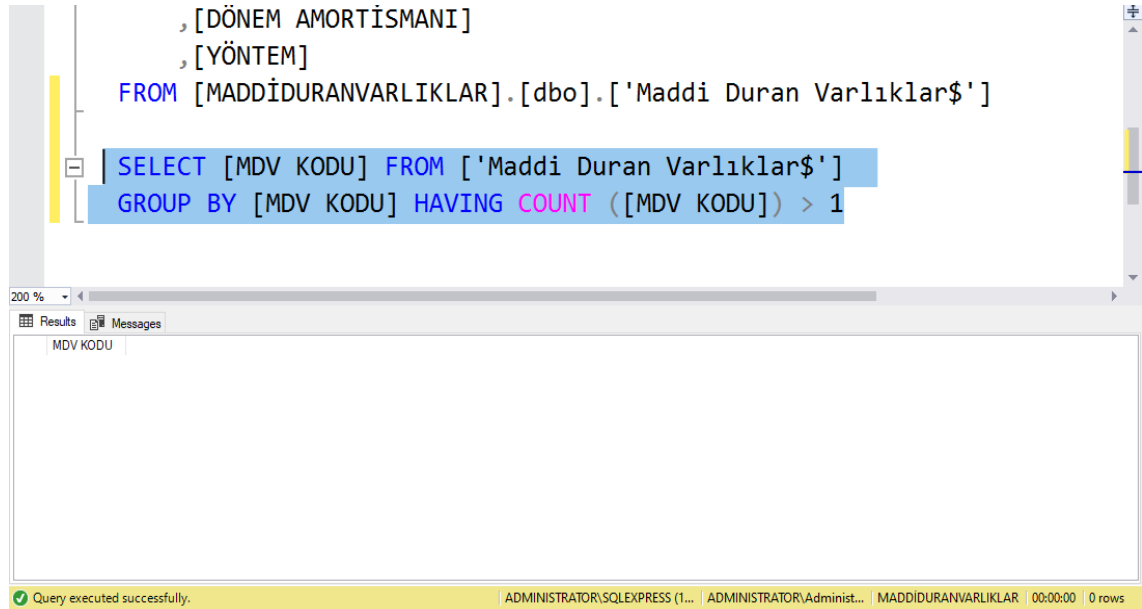 ,[DÖNEM AMORTİSMANI]
,[YÖNTEM]
FROM [MADDİDURANVARLIKLAR].[dbo].['Maddi Duran Varlıklar$']
SELECT [MDV KODU] FROM ['Maddi Duran Varlıklar$']
GROUP BY [MDV KODU] HAVING COUNT ([MDV KODU]) > 1
200 %
Results Messages
MDV KODU
Query executed successfully. ADMINISTRATOR\SQLEXPRESS (1... ADMINISTRATOR\Administ... MADDİDURANVARLIKLAR 00:00:00 0 rows